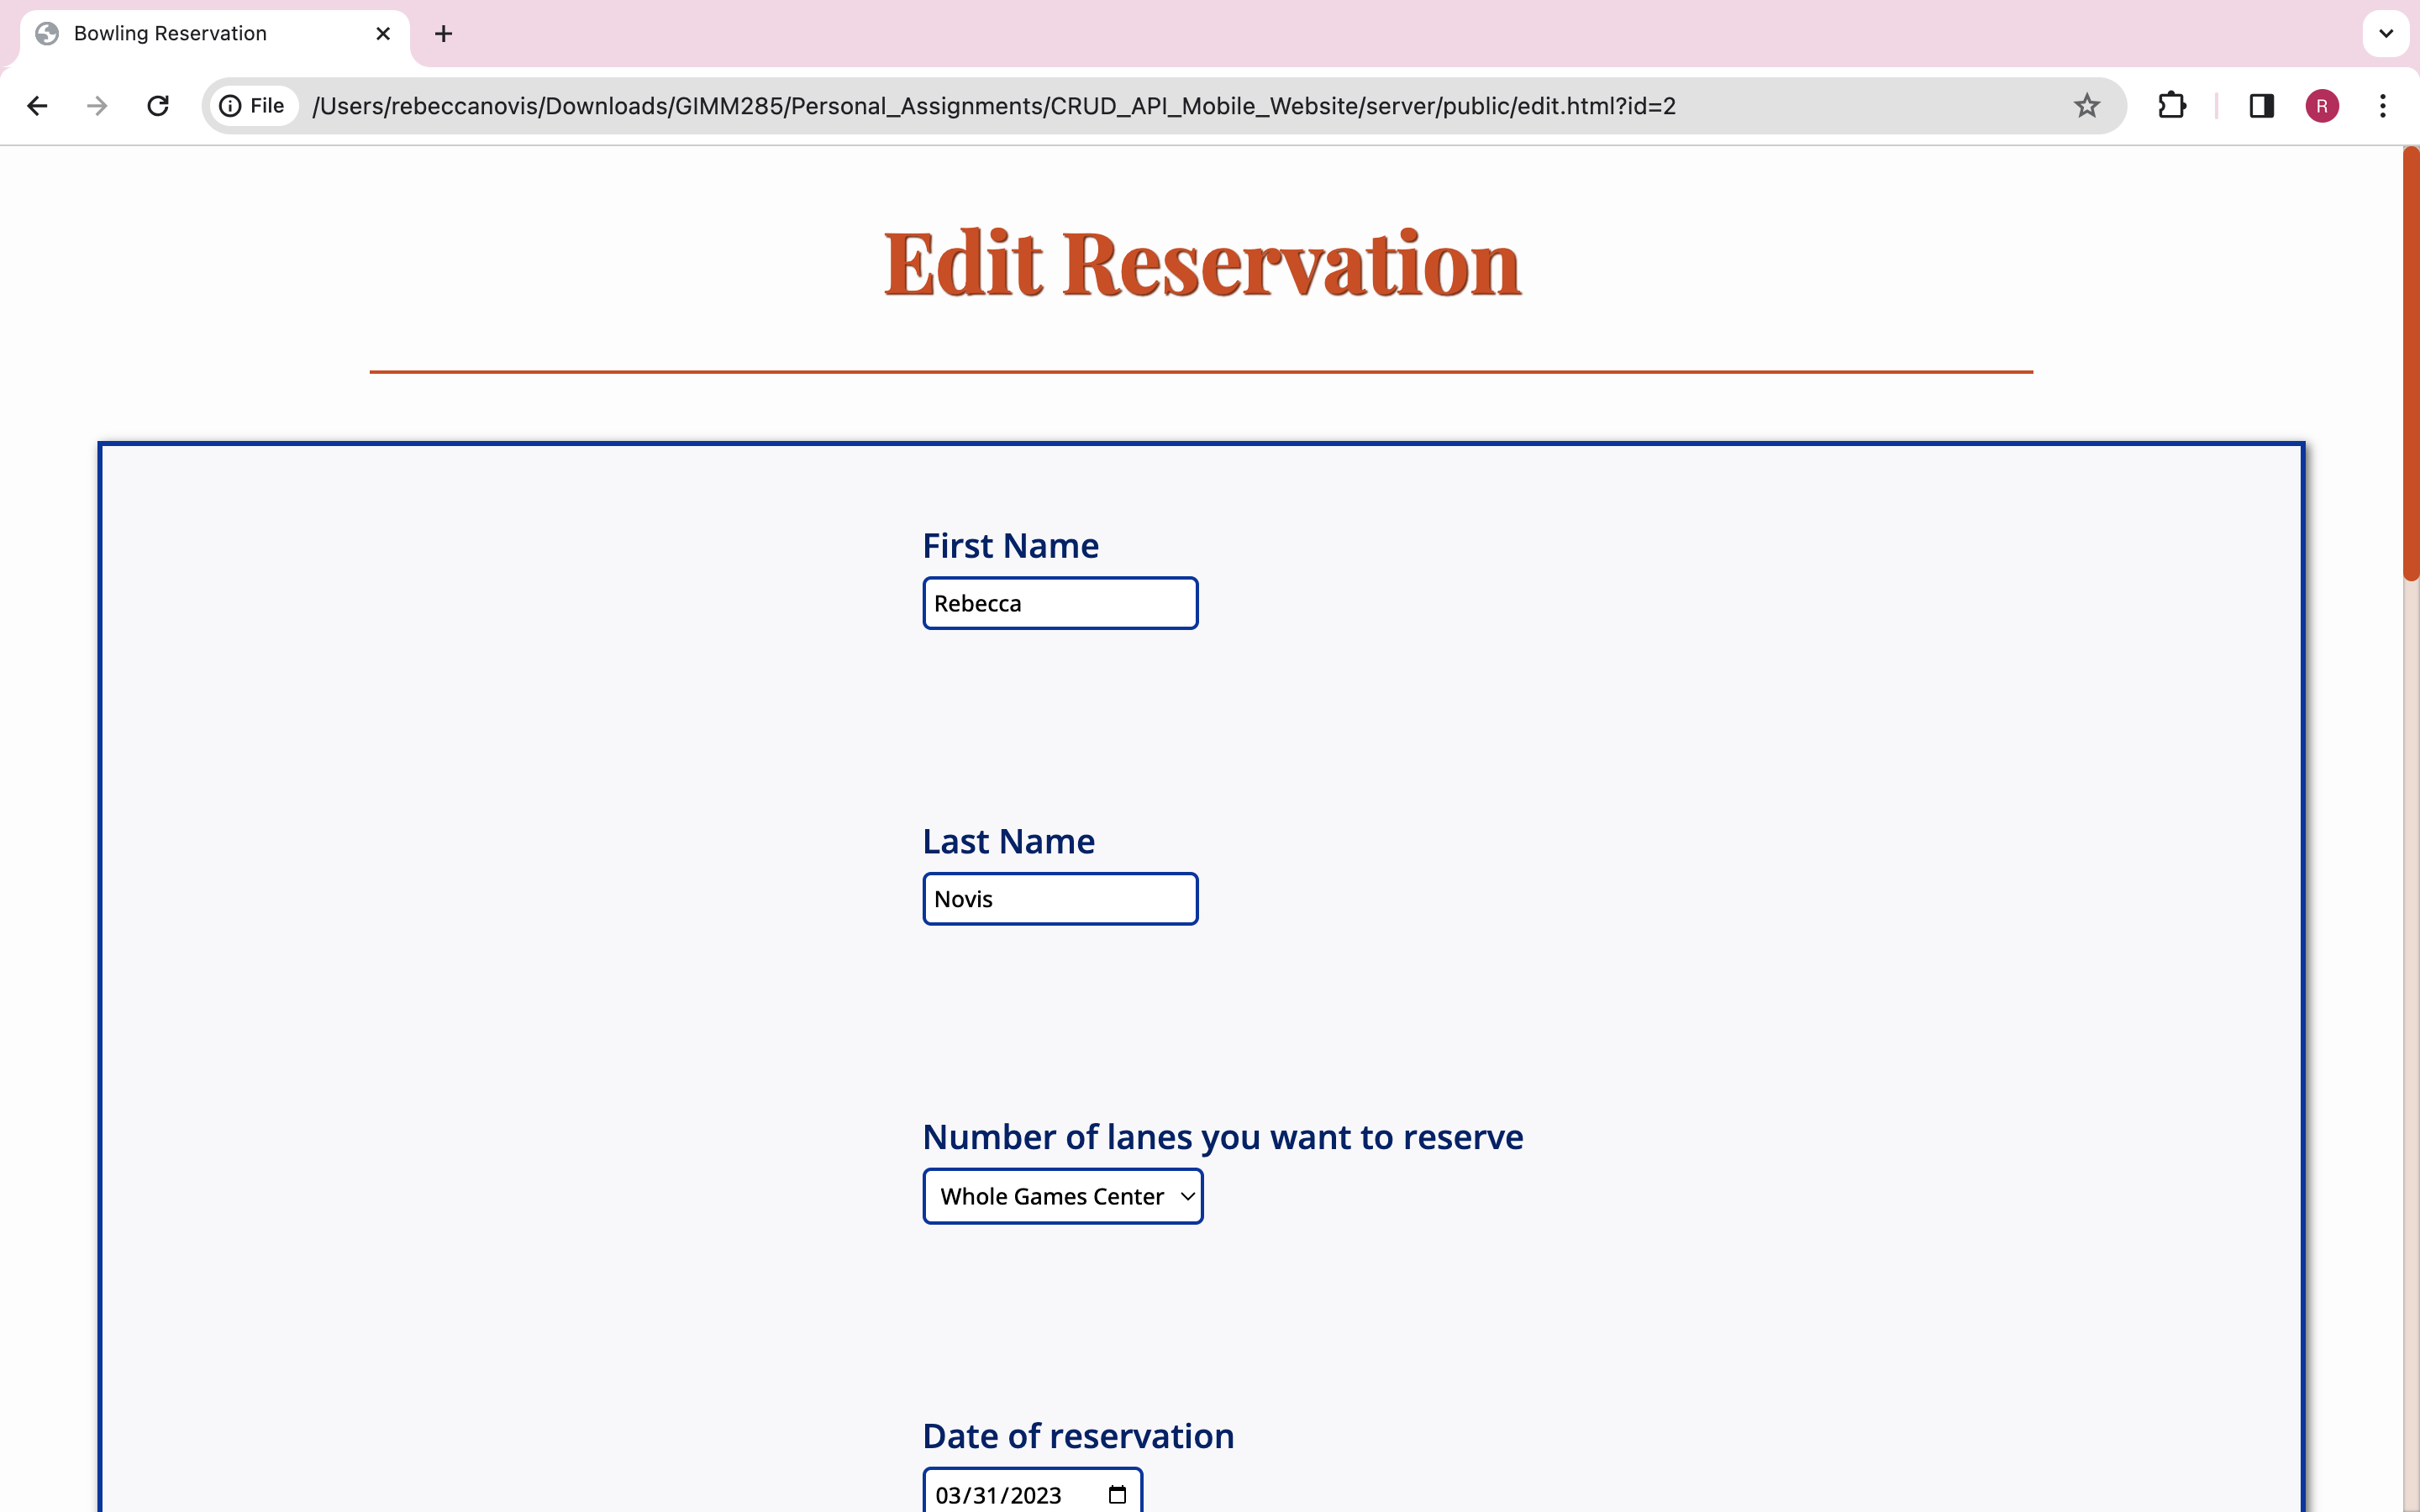 Bowling Reservation
File /Users/rebeccanovis/Downloads/GIMM285/Personal_Assignments/CRUD_API_Mobile_Website/server/public/edit.html?id=2
R
Edit Reservation
First Name
Rebecca
Last Name
Novis
Number of lanes you want to reserve
Whole Games Center
Date of reservation
03/31/2023